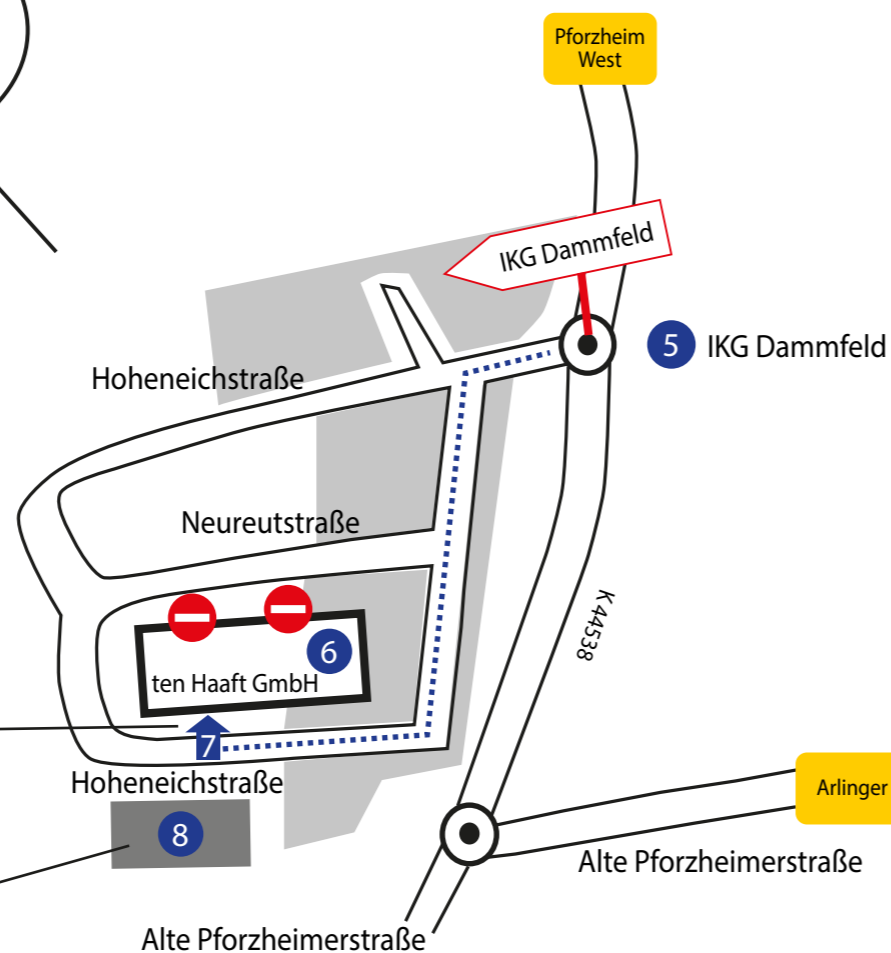 Pforzheim
West
IKG Dammfeld
5 IKG Dammfeld
Hoheneichstraße
Neureutstraße
K 44538
6
ten Haaft GmbH
7
Hoheneichstraße
8
Arlinger
Alte Pforzheimerstraße
Alte Pforzheimerstraße